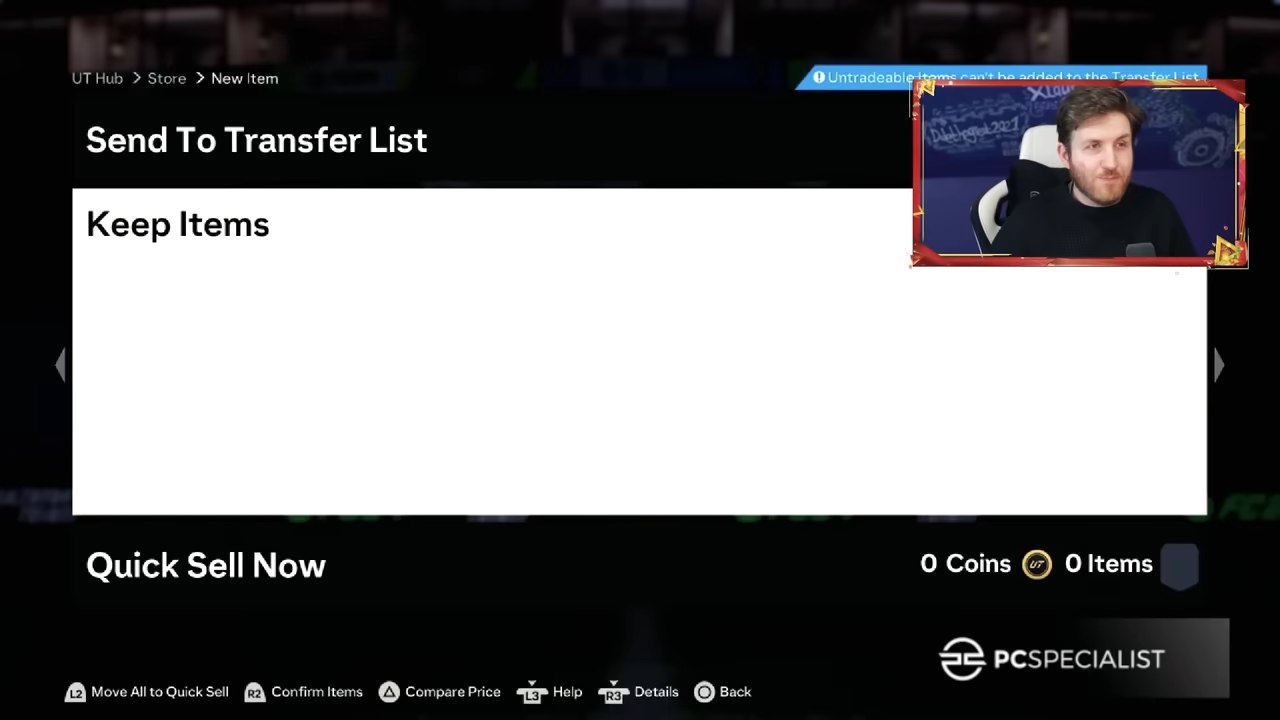 UT Hub > Store > New Item
Untradeable Items can't be added to the Transfer List
Send To Transfer List
Keep Items
Quick Sell Now
0 Coins UT 0 Items
PCSPECIALIST
L2 Move All to Quick Sell R2 Confirm Items Compare Price L3 Help R3 Details Back